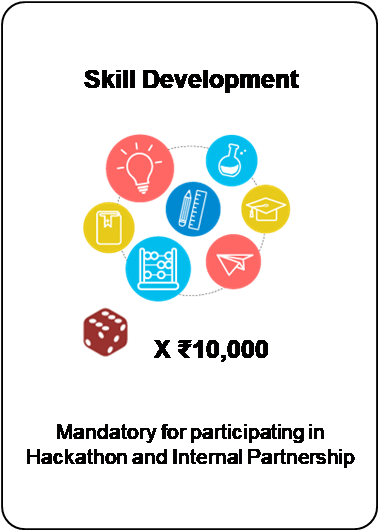 Skill Development
X ₹10,000
Mandatory for participating in
Hackathon and Internal Partnership